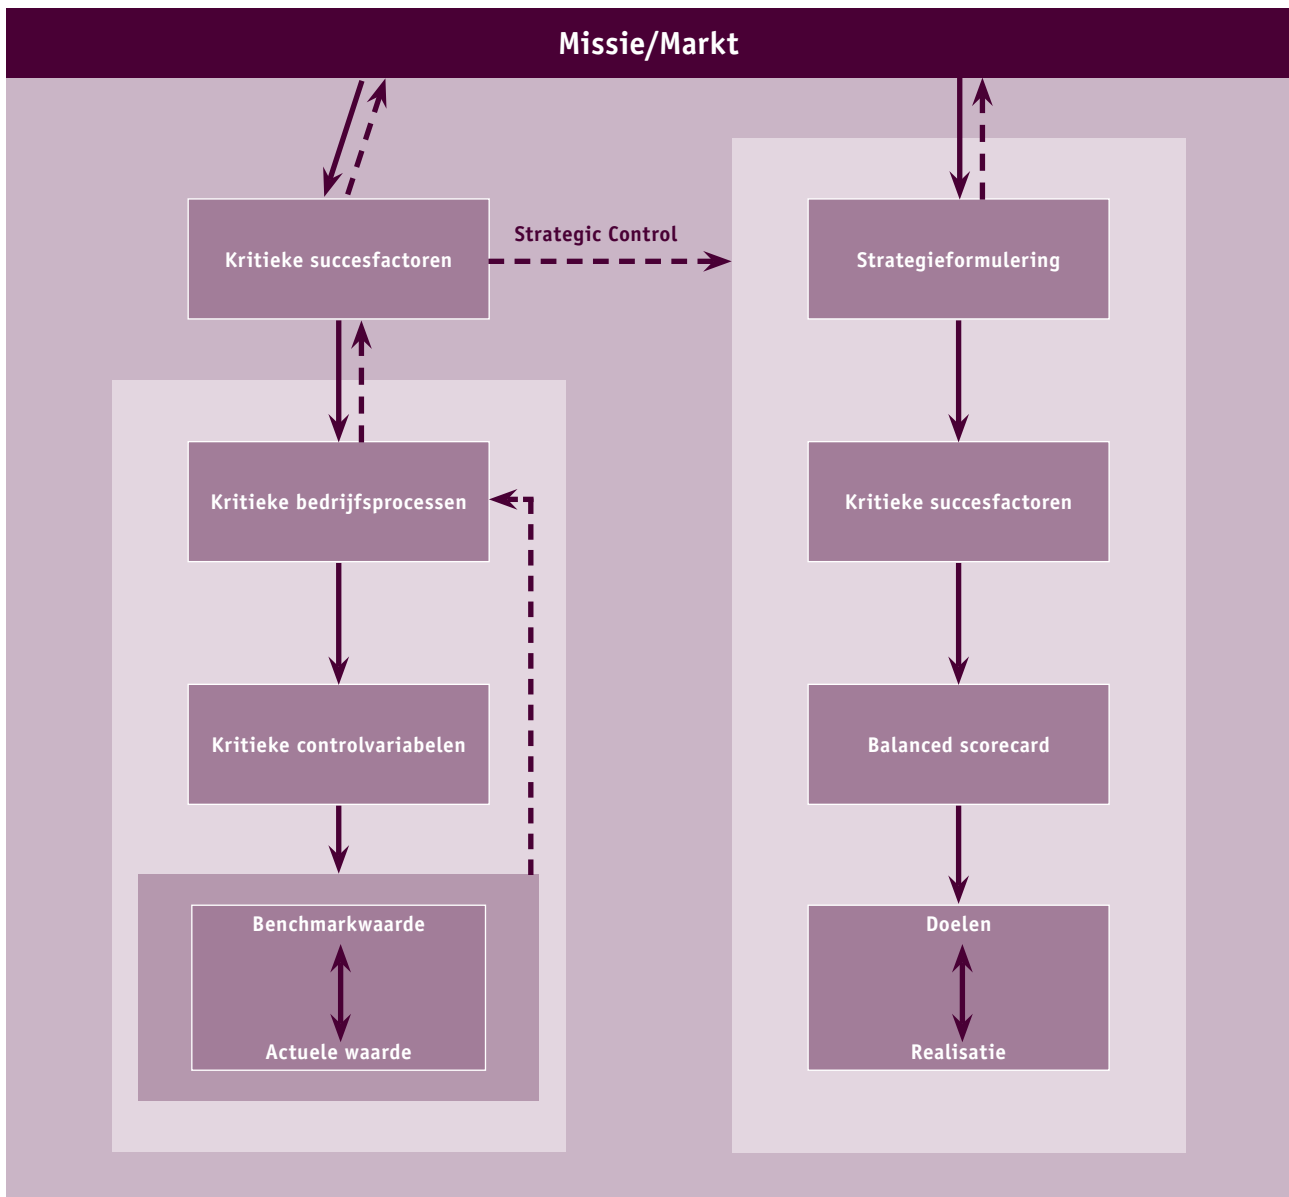 Missie/Markt
Kritieke succesfactoren
Strategic Control
Strategieformulering
Kritieke bedrijfsprocessen
Kritieke succesfactoren
Kritieke controlvariabelen
Balanced scorecard
Benchmarkwaarde
Actuele waarde
Doelen
Realisatie